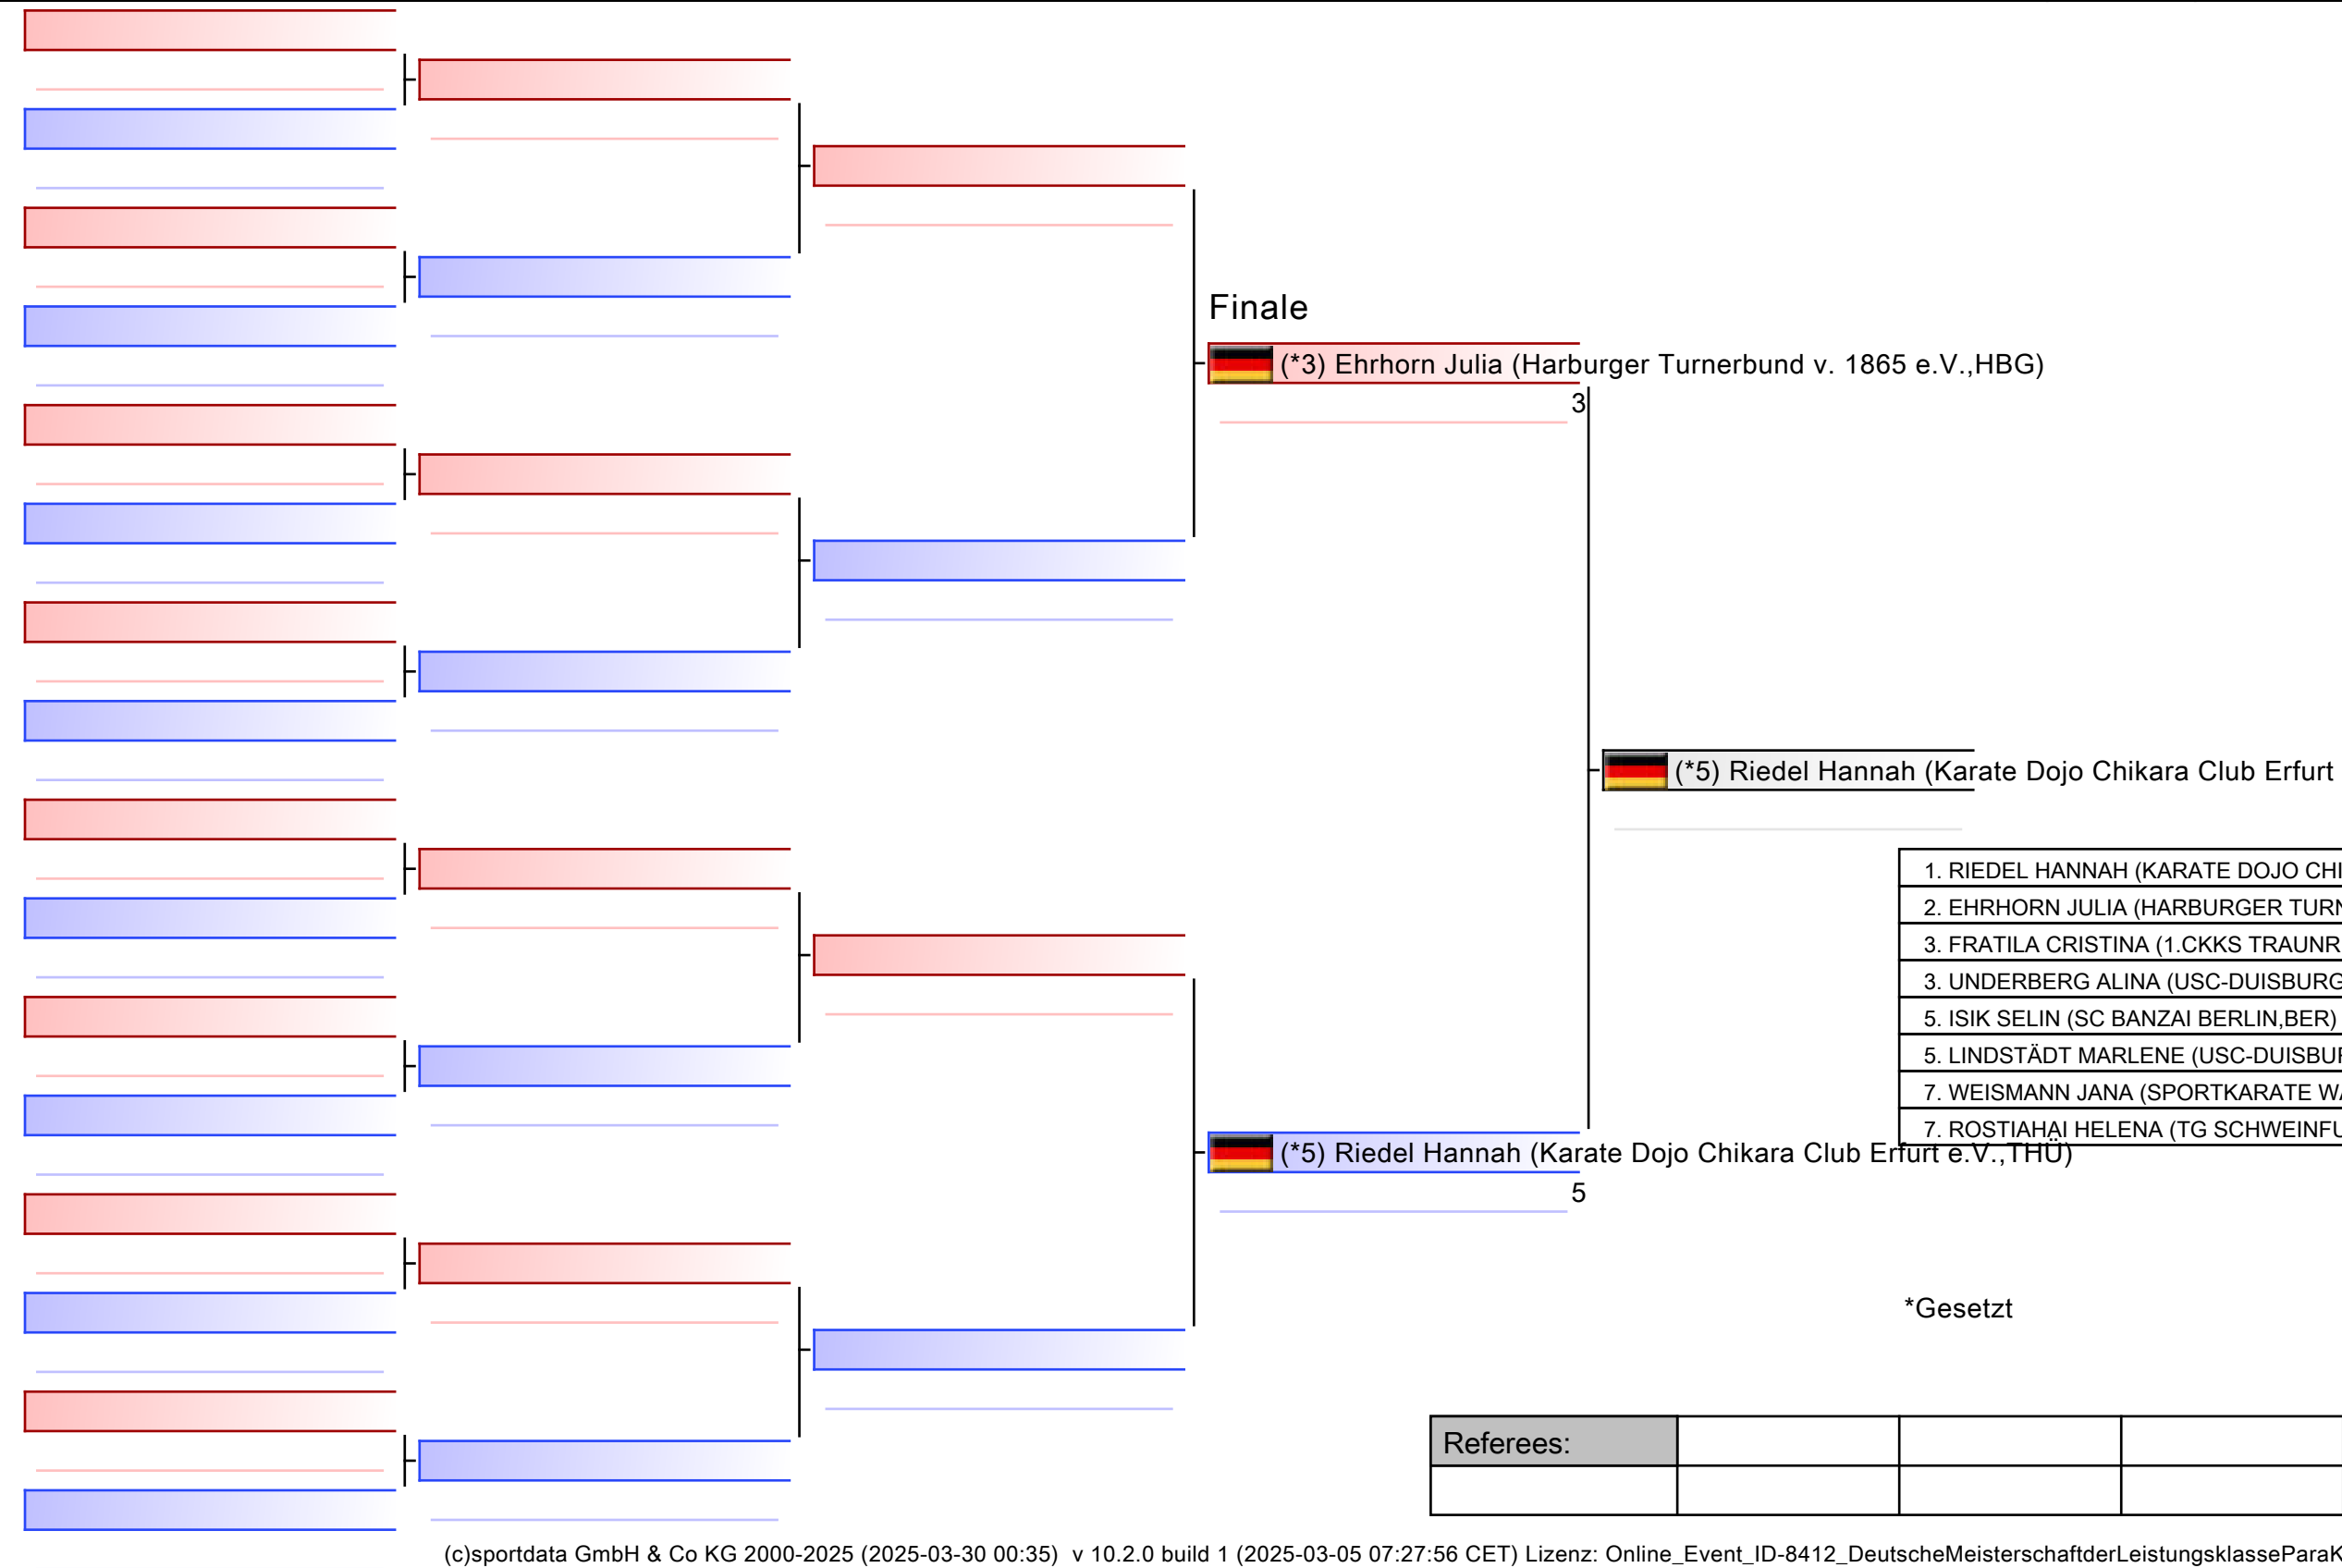 Finale
(*3) Ehrhorn Julia (Harburger Turnerbund v. 1865 e.V.,HBG)
3
(*5) Riedel Hannah (Karate Dojo Chikara Club Erfurt
1. RIEDEL HANNAH (KARATE DOJO CHI
2. EHRHORN JULIA (HARBURGER TURN
3. FRATILA CRISTINA (1.CKKS TRAUNR
3. UNDERBERG ALINA (USC-DUISBURG
5. ISIK SELIN (SC BANZAI BERLIN,BER)
5. LINDSTÄDT MARLENE (USC-DUISBUR
7. WEISMANN JANA (SPORTKARATE WA
7. ROSTIAHAI HELENA (TG SCHWEINFU
(*5) Riedel Hannah (Karate Dojo Chikara Club Erfurt e.V.,THÜ)
5
*Gesetzt
Referees:
(c)sportdata GmbH & Co KG 2000-2025 (2025-03-30 00:35) v 10.2.0 build 1 (2025-03-05 07:27:56 CET) Lizenz: Online_Event_ID-8412_DeutscheMeisterschaftderLeistungsklasseParaK